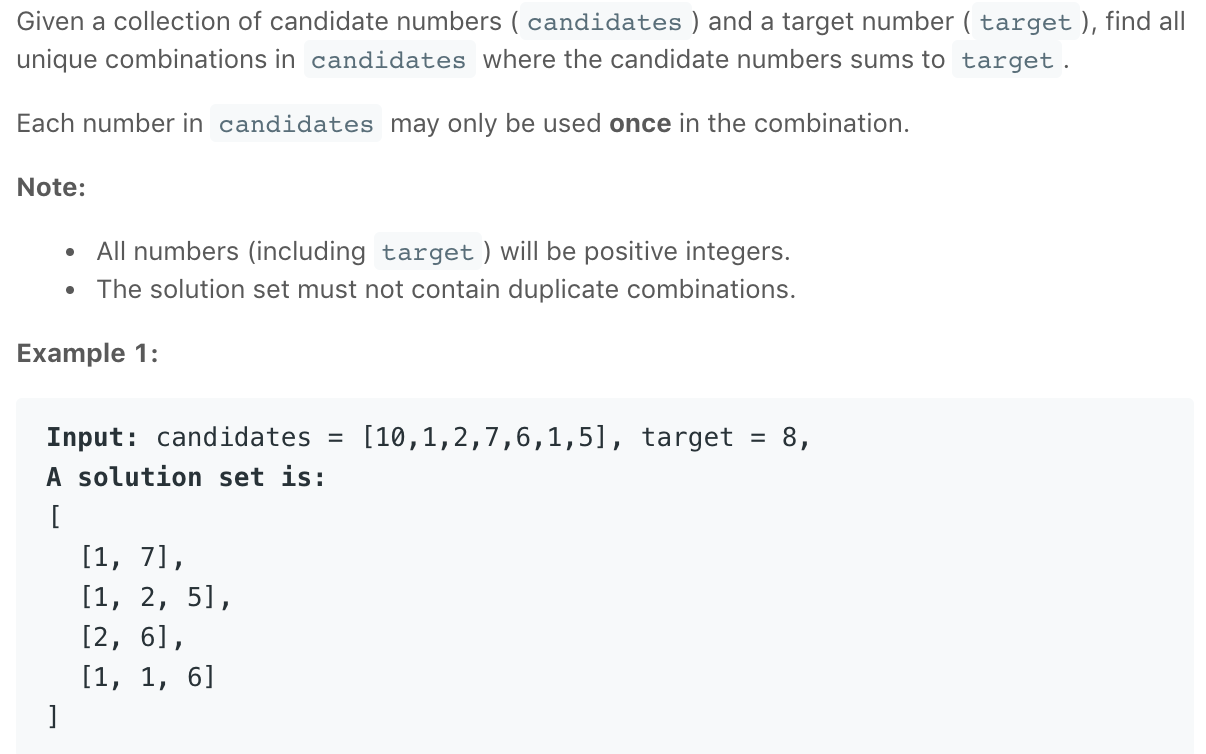 Given a collection of candidate numbers ( candidates ) and a target number ( target ), find all
unique combinations in candidates where the candidate numbers sums to target .
Each number in candidates may only be used once in the combination.
Note:
• All numbers (including target ) will be positive integers.
• The solution set must not contain duplicate combinations.
Example 1:
Input: candidates = [10,1,2,7,6,1,5], target = 8,
A solution set is:
[
  [1, 7],
  [1, 2, 5],
  [2, 6],
  [1, 1, 6]
]